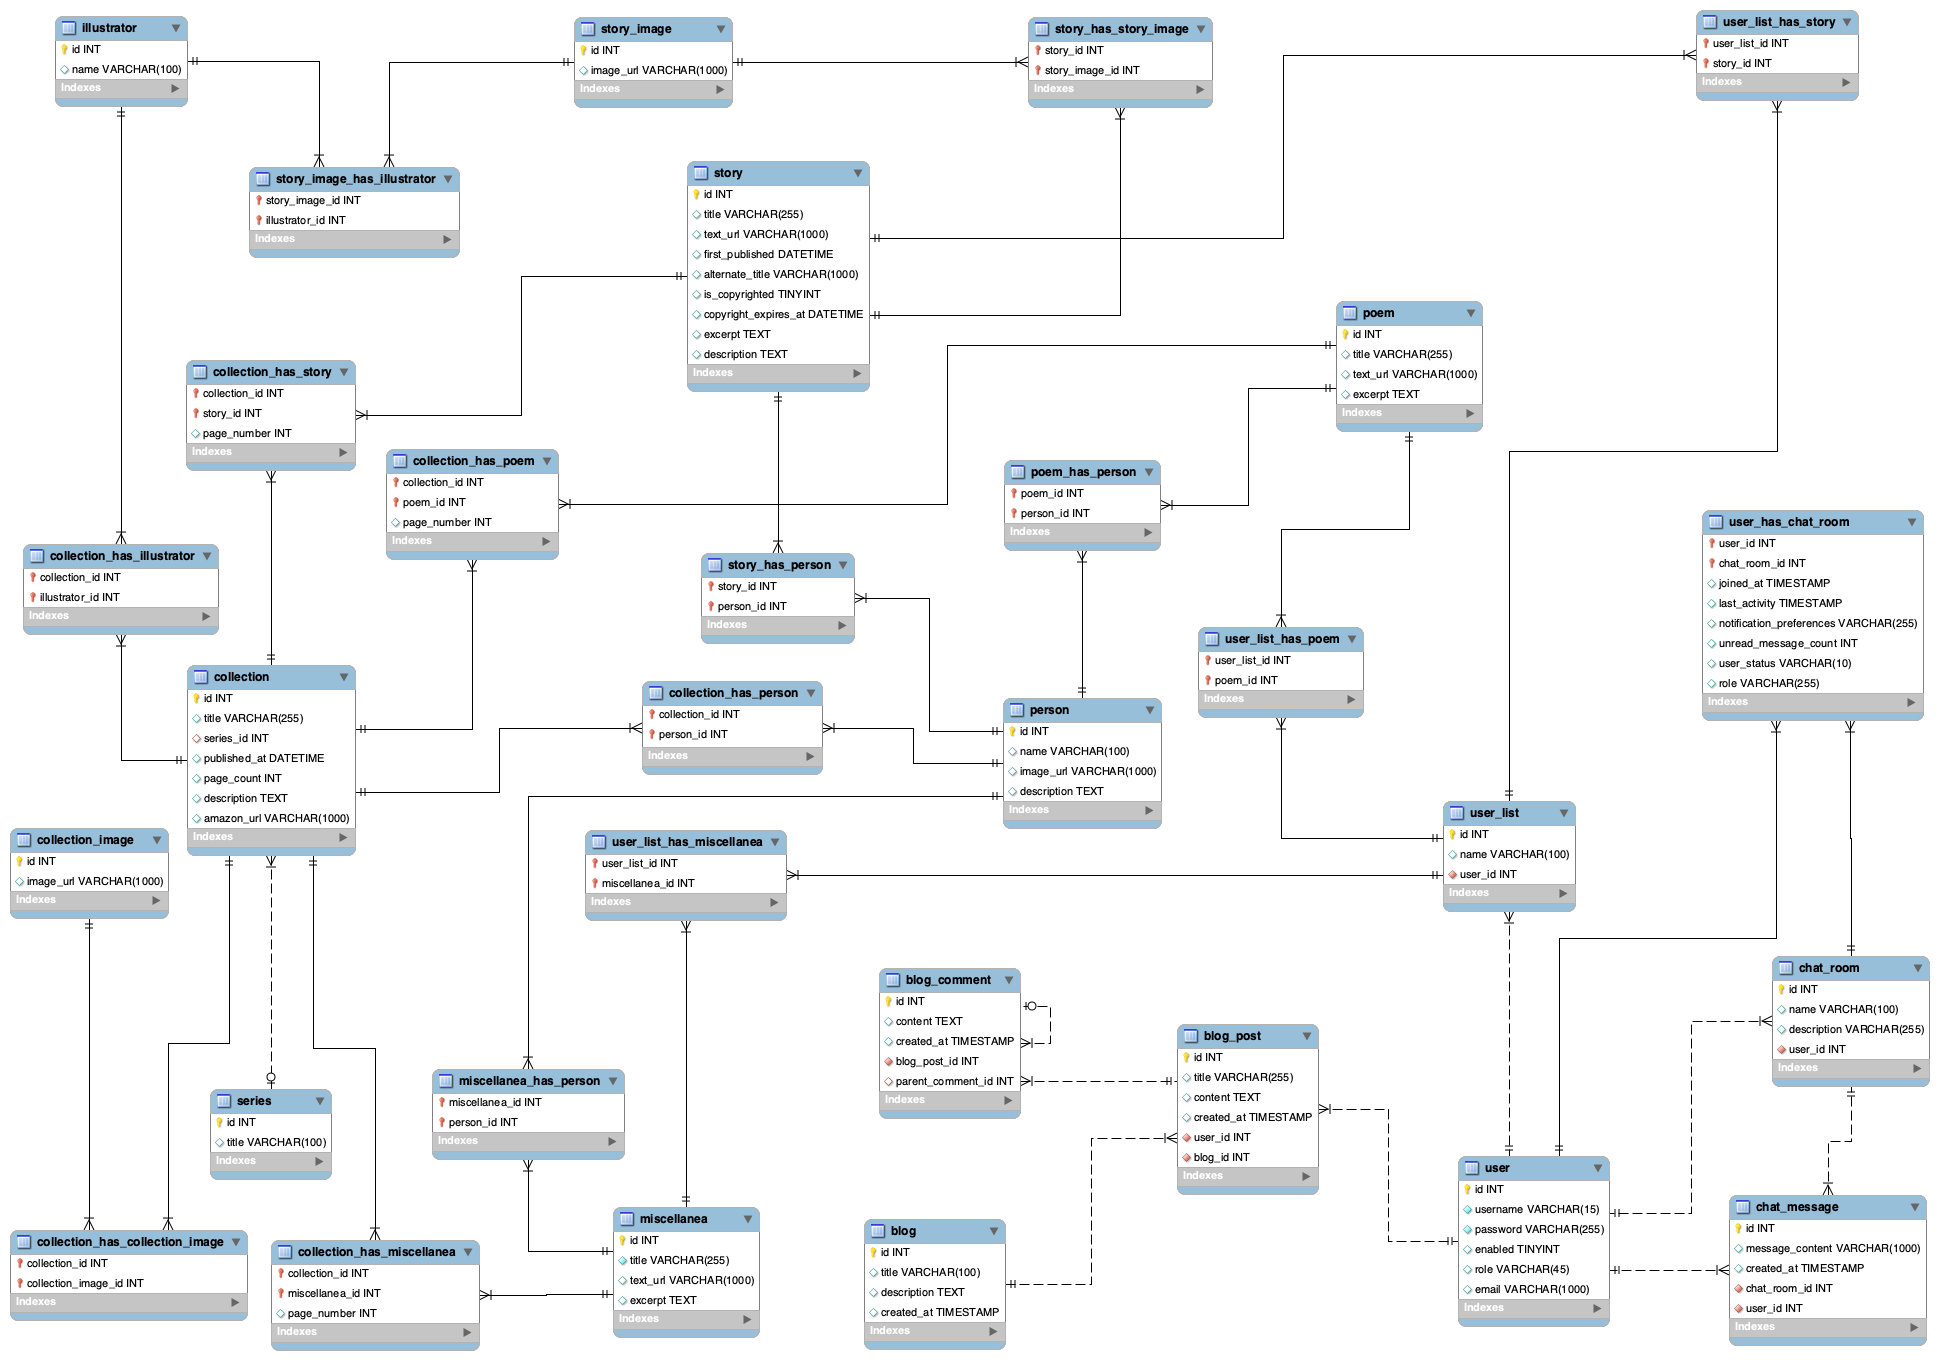 illustrator
id INT
name VARCHAR(100)
Indexes
story_image
id INT
image_url VARCHAR(1000)
Indexes
story_has_story_image
story_id INT
story_image_id INT
Indexes
user_list_has_story
user_list_id INT
story_id INT
Indexes
story_image_has_illustrator
story_image_id INT
illustrator_id INT
Indexes
story
id INT
title VARCHAR(255)
text_url VARCHAR(1000)
first_published DATETIME
alternate_title VARCHAR(1000)
is_copyrighted TINYINT
copyright_expires_at DATETIME
excerpt TEXT
description TEXT
Indexes
poem
id INT
title VARCHAR(255)
text_url VARCHAR(1000)
excerpt TEXT
Indexes
collection_has_story
collection_id INT
story_id INT
page_number INT
Indexes
collection_has_poem
collection_id INT
poem_id INT
page_number INT
Indexes
poem_has_person
poem_id INT
person_id INT
Indexes
user_has_chat_room
user_id INT
chat_room_id INT
joined_at TIMESTAMP
last_activity TIMESTAMP
notification_preferences VARCHAR(255)
unread_message_count INT
user_status VARCHAR(10)
role VARCHAR(255)
Indexes
collection_has_illustrator
collection_id INT
illustrator_id INT
Indexes
story_has_person
story_id INT
person_id INT
Indexes
user_list_has_poem
user_list_id INT
poem_id INT
Indexes
collection
id INT
title VARCHAR(255)
series_id INT
published_at DATETIME
page_count INT
description TEXT
amazon_url VARCHAR(1000)
Indexes
collection_has_person
collection_id INT
person_id INT
Indexes
person
id INT
name VARCHAR(100)
image_url VARCHAR(1000)
description TEXT
Indexes
user_list
id INT
name VARCHAR(100)
user_id INT
Indexes
collection_image
id INT
image_url VARCHAR(1000)
Indexes
user_list_has_miscellanea
user_list_id INT
miscellanea_id INT
Indexes
chat_room
id INT
name VARCHAR(100)
description VARCHAR(255)
user_id INT
Indexes
blog_comment
id INT
content TEXT
created_at TIMESTAMP
blog_post_id INT
parent_comment_id INT
Indexes
blog_post
id INT
title VARCHAR(255)
content TEXT
created_at TIMESTAMP
user_id INT
blog_id INT
Indexes
miscellanea_has_person
miscellanea_id INT
person_id INT
Indexes
series
id INT
title VARCHAR(100)
Indexes
user
id INT
username VARCHAR(15)
password VARCHAR(255)
enabled TINYINT
role VARCHAR(45)
email VARCHAR(1000)
Indexes
chat_message
id INT
message_content VARCHAR(1000)
created_at TIMESTAMP
chat_room_id INT
user_id INT
Indexes
collection_has_collection_image
collection_id INT
collection_image_id INT
Indexes
collection_has_miscellanea
collection_id INT
miscellanea_id INT
page_number INT
Indexes
miscellanea
id INT
title VARCHAR(255)
text_url VARCHAR(1000)
excerpt TEXT
Indexes
blog
id INT
title VARCHAR(100)
description TEXT
created_at TIMESTAMP
Indexes